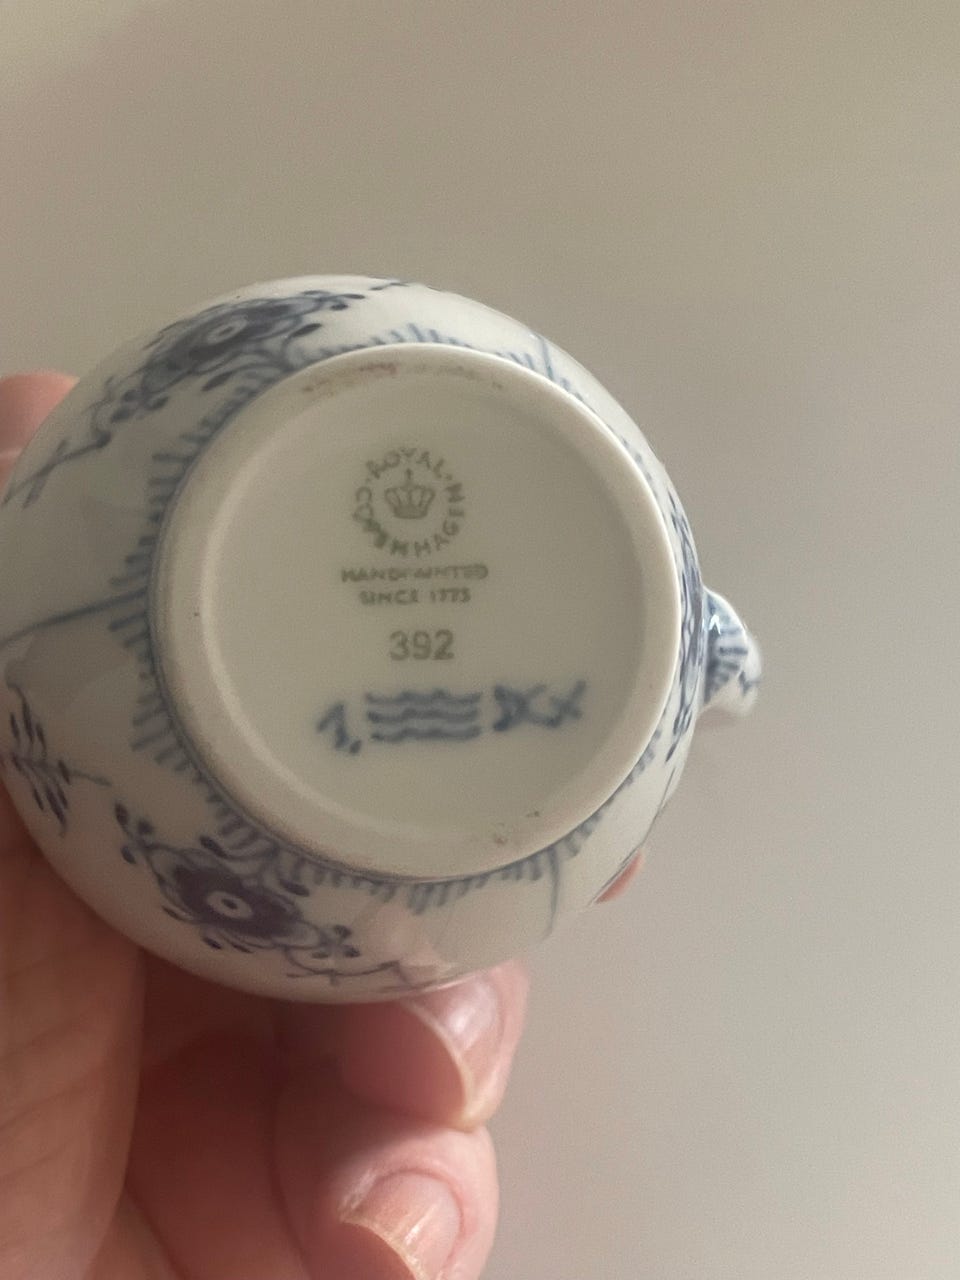 ROYAL COPENHAGEN
HANDPAINTED
SINCE 1775
392
1.